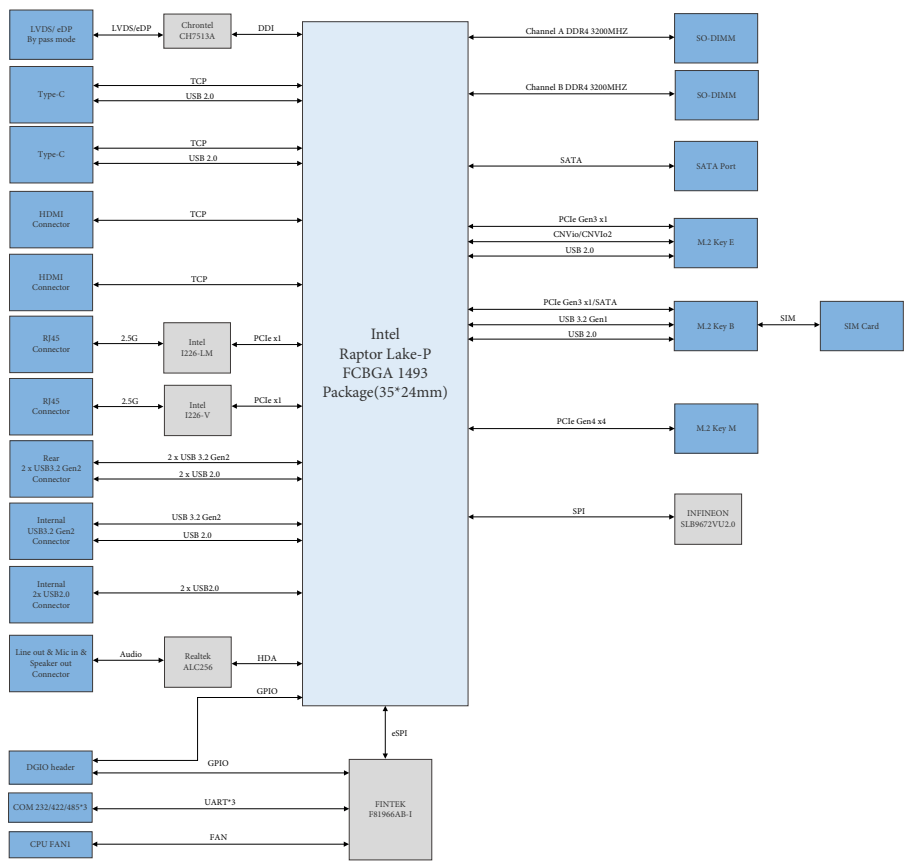 LVDS/ eDP
By pass mode
LVDS/eDP
Chrontel
CH7513A
DDI
Type-C
TCP
USB 2.0
Type-C
TCP
USB 2.0
HDMI
Connector
TCP
HDMI
Connector
TCP
RJ45
Connector
2.5G
Intel
I226-LM
PCIe x1
RJ45
Connector
2.5G
Intel
I226-V
PCIe x1
Rear
2 x USB3.2 Gen2
Connector
2 x USB 3.2 Gen2
2 x USB 2.0
Internal
USB3.2 Gen2
Connector
USB 3.2 Gen2
USB 2.0
Internal
2x USB2.0
Connector
2 x USB2.0
Line out & Mic in &
Speaker out
Connector
Audio
Realtek
ALC256
HDA
GPIO
DGIO header
GPIO
COM 232/422/485*3
UART*3
CPU FAN1
FAN
Intel
Raptor Lake-P
FCBGA 1493
Package(35*24mm)
eSPI
FINTEK
F81966AB-I
Channel A DDR4 3200MHZ
SO-DIMM
Channel B DDR4 3200MHZ
SO-DIMM
SATA
SATA Port
PCIe Gen3 x1
CNVio/CNVIo2
USB 2.0
M.2 Key E
PCIe Gen3 x1/SATA
USB 3.2 Gen1
USB 2.0
M.2 Key B
SIM
SIM Card
PCIe Gen4 x4
M.2 Key M
SPI
INFINEON
SLB9672VU2.0